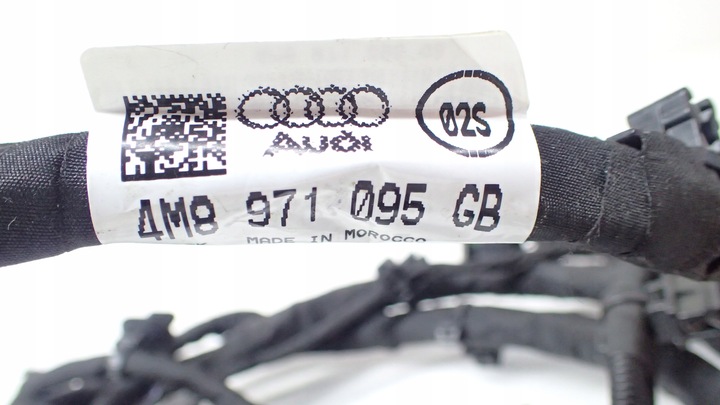 02S
Audi
4M8 971 095 GB
MADE IN MOROCCO